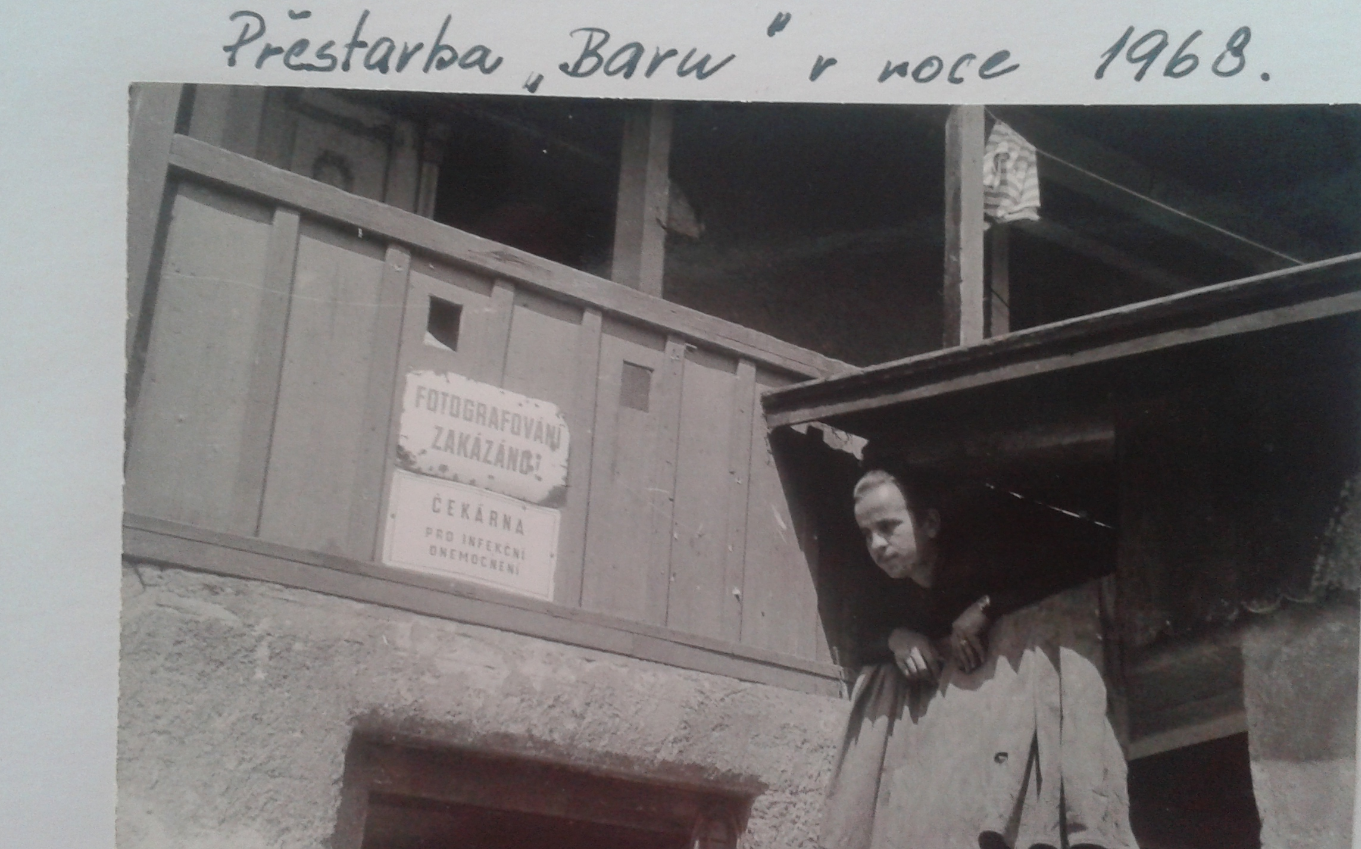 Přestavba „Baru" v roce 1968.
FOTOGRAFOVÁNÍ
ZAKÁZÁNO!
ČEKÁRNA
PRO INFEKČNÍ
ONEMOCNĚNÍ